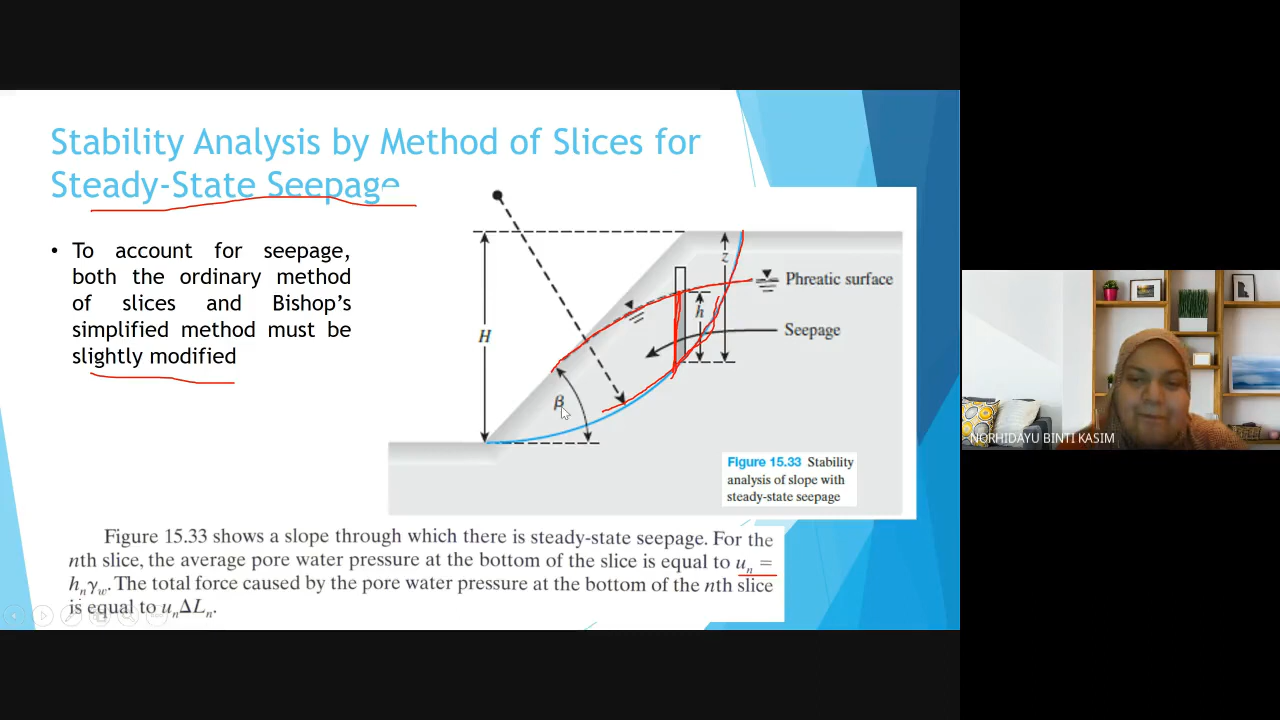 Stability Analysis by Method of Slices for
Steady-State Seepage
• To account for seepage,
both the ordinary method
of slices and Bishop's
simplified method must be
slightly modified
z
Phreatic surface
h
H
Seepage
β
Figure 15.33 Stability
analysis of slope with
steady-state seepage
Figure 15.33 shows a slope through which there is steady-state seepage. For the
nth slice, the average pore water pressure at the bottom of the slice is equal to uₙ =
hₙγ_w. The total force caused by the pore water pressure at the bottom of the nth slice
is equal to uₙΔLₙ.
NORHIDAYU BINTI KASIM